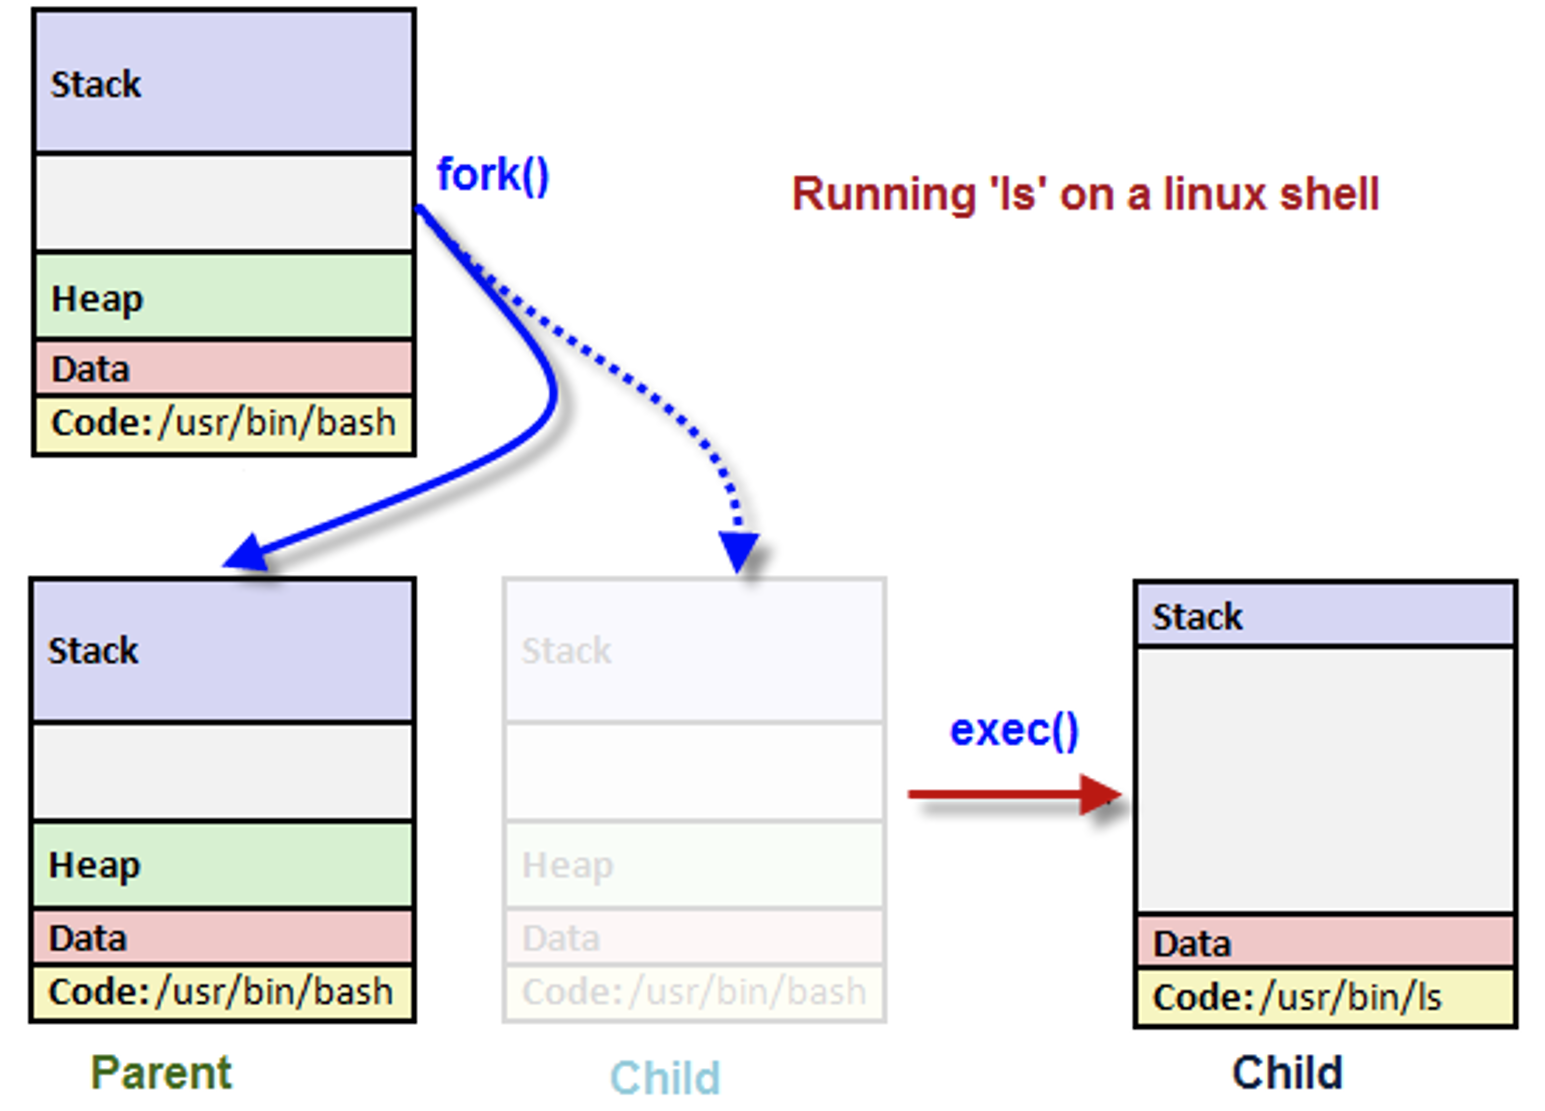 Stack
fork()
Running 'ls' on a linux shell
Heap
Data
Code:/usr/bin/bash
Stack
Heap
Data
Code:/usr/bin/bash
Parent
Stack
Heap
Data
Code:/usr/bin/bash
Child
exec()
Stack
Data
Code:/usr/bin/ls
Child